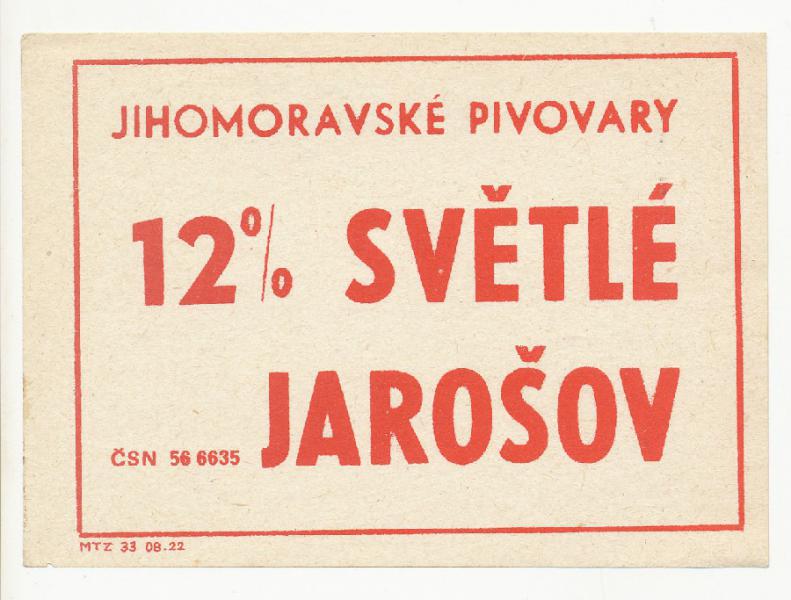 JIHOMORAVSKÉ PIVOVARY
12% SVĚTLÉ
JAROŠOV
ČSN 56 6635
MTZ 33 08.22